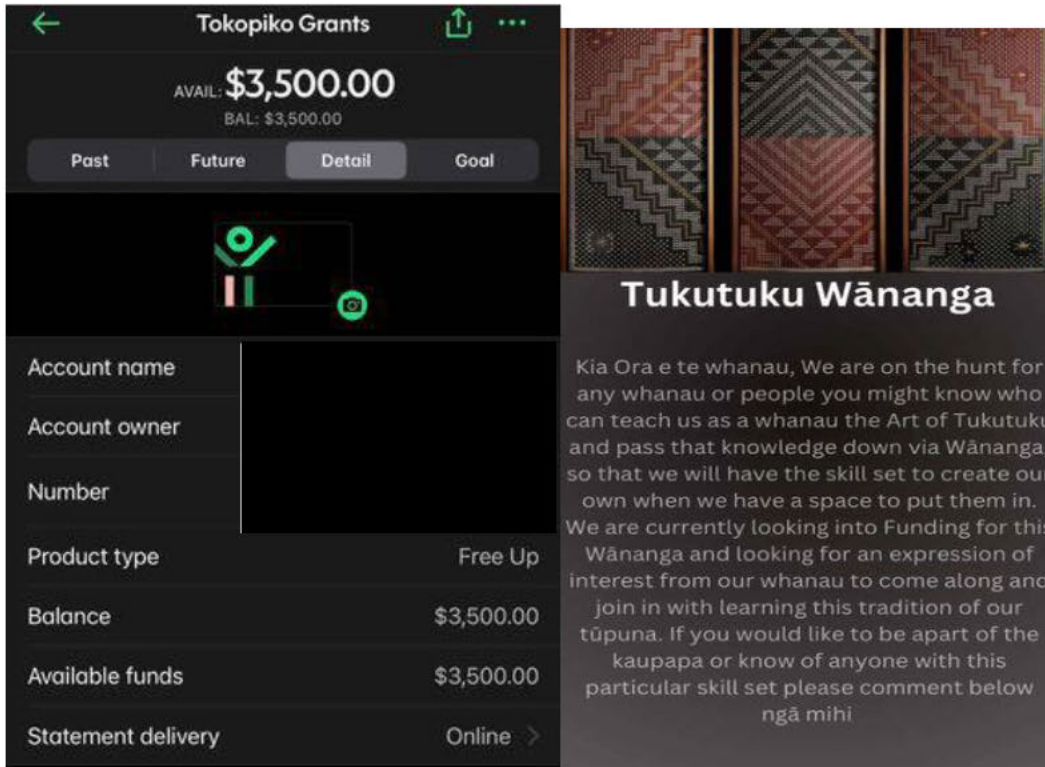 Tokopiko Grants
AVAIL: $3,500.00
BAL: $3,500.00
Past Future Detail Goal
Account name
Account owner
Number
Product type Free Up
Balance $3,500.00
Available funds $3,500.00
Statement delivery Online
Tukutuku Wānanga
Kia Ora e te whanau, We are on the hunt for
any whanau or people you might know who
can teach us as a whanau the Art of Tukutuku
and pass that knowledge down via Wānanga
so that we will have the skill set to create our
own when we have a space to put them in.
We are currently looking into Funding for this
Wānanga and looking for an expression of
interest from our whanau to come along and
join in with learning this tradition of our
tūpuna. If you would like to be apart of the
kaupapa or know of anyone with this
particular skill set please comment below
ngā mihi